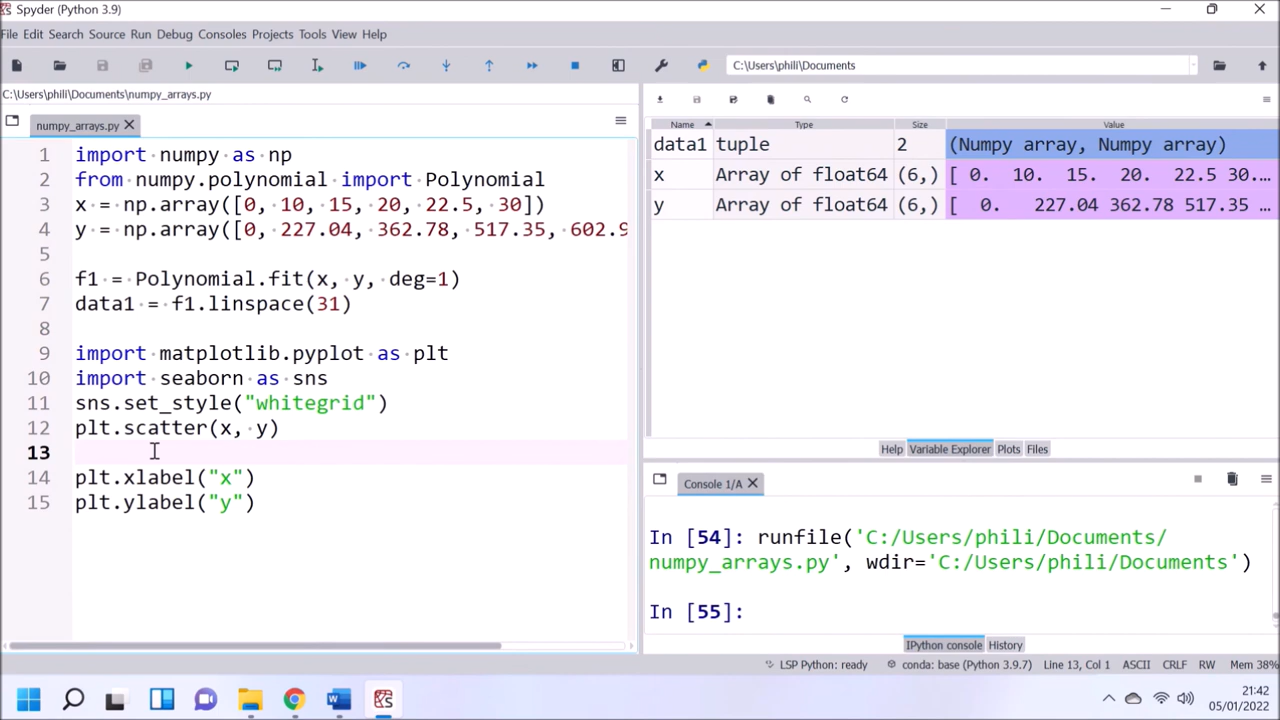 Spyder (Python 3.9)
File Edit Search Source Run Debug Consoles Projects Tools View Help
C:\Users\phili\Documents
C:\Users\phili\Documents\numpy_arrays.py
numpy_arrays.py
1 import numpy as np
2 from numpy.polynomial import Polynomial
3 x = np.array([0, 10, 15, 20, 22.5, 30])
4 y = np.array([0, 227.04, 362.78, 517.35, 602.9
5
6 f1 = Polynomial.fit(x, y, deg=1)
7 data1 = f1.linspace(31)
8
9 import matplotlib.pyplot as plt
10 import seaborn as sns
11 sns.set_style("whitegrid")
12 plt.scatter(x, y)
13
14 plt.xlabel("x")
15 plt.ylabel("y")
Name Type Size Value
data1 tuple 2 (Numpy array, Numpy array)
x Array of float64 (6,) [ 0. 10. 15. 20. 22.5 30....
y Array of float64 (6,) [ 0. 227.04 362.78 517.35 ...
Help Variable Explorer Plots Files
Console 1/A
In [54]: runfile('C:/Users/phili/Documents/
numpy_arrays.py', wdir='C:/Users/phili/Documents')
In [55]:
IPython console History
LSP Python: ready conda: base (Python 3.9.7) Line 13, Col 1 ASCII CRLF RW Mem 38%
21:42
05/01/2022